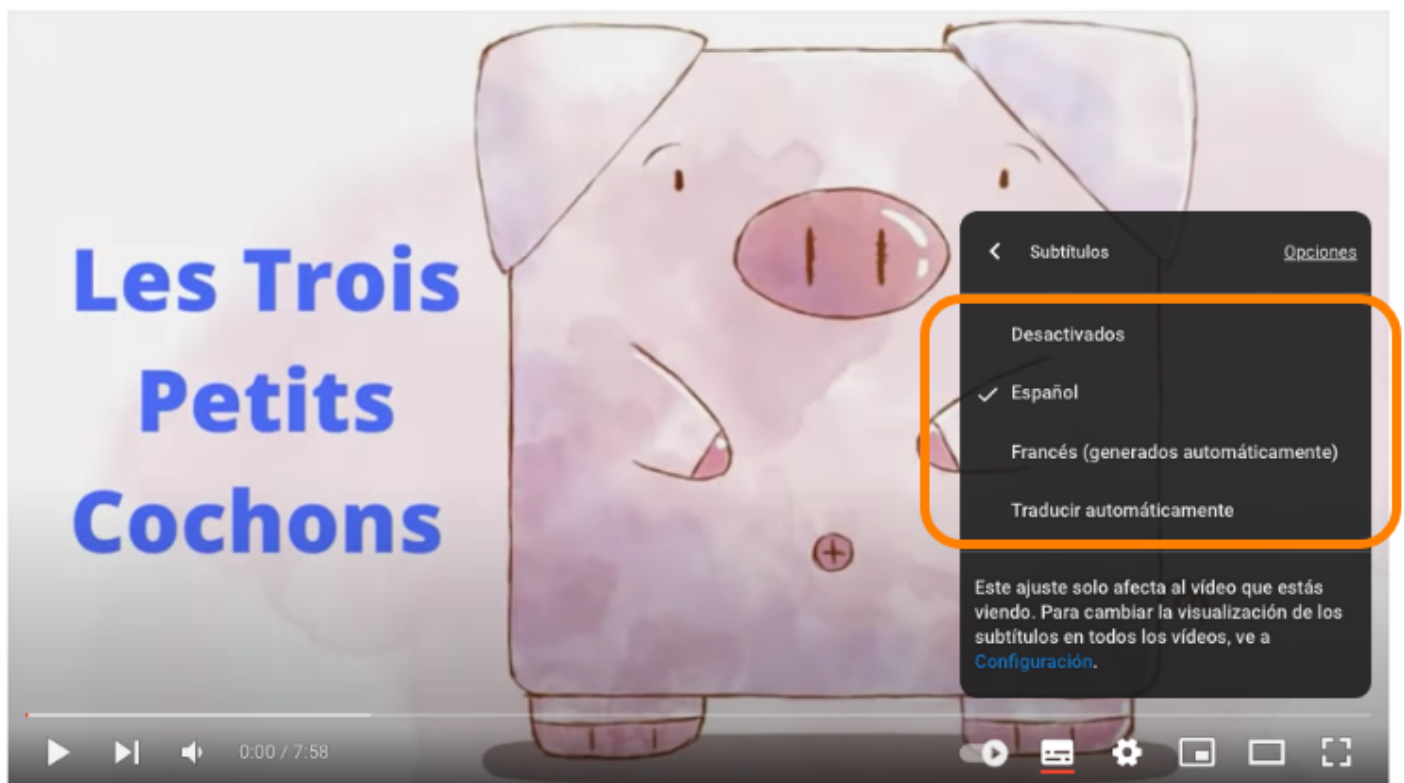 Les Trois
Petits
Cochons
Subtítulos
Opciones
Desactivados
Español
Francés (generados automáticamente)
Traducir automáticamente
Este ajuste solo afecta al vídeo que estás
viendo. Para cambiar la visualización de los
subtítulos en todos los vídeos, ve a
Configuración.
0:00 / 7:58